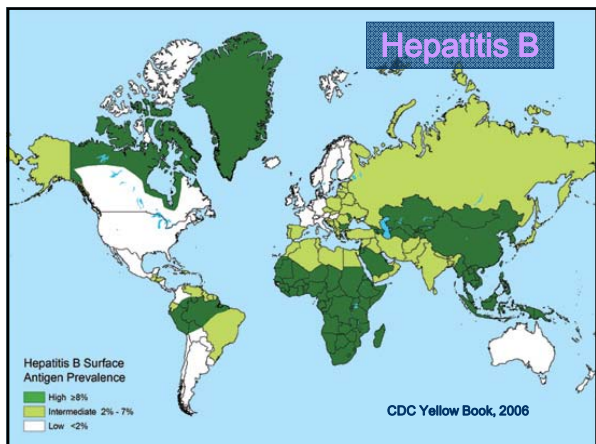 Hepatitis B
Hepatitis B Surface
Antigen Prevalence
High ≥8%
Intermediate 2% - 7%
Low <2%
CDC Yellow Book, 2006